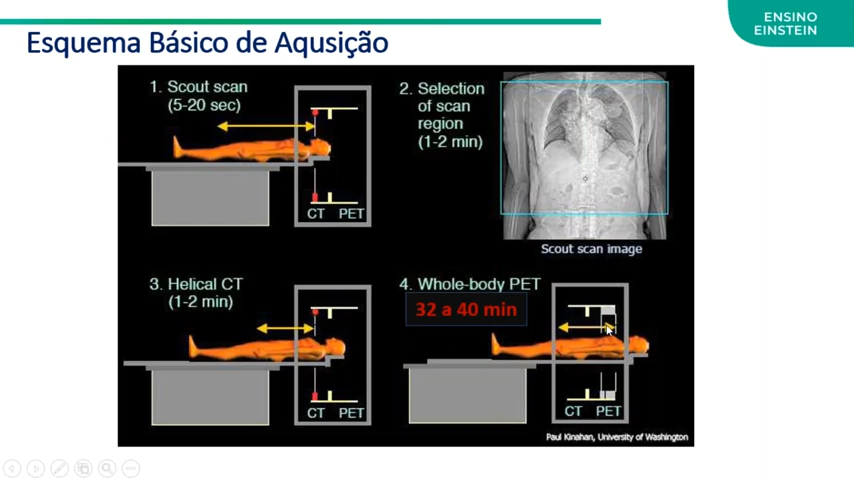 ENSINO
EINSTEIN
Esquema Básico de Aqusição
1. Scout scan
(5-20 sec)
CT PET
2. Selection
of scan
region
(1-2 min)
Scout scan image
3. Helical CT
(1-2 min)
CT PET
4. Whole-body PET
32 a 40 min
CT PET
Paul Kinahan, University of Washington